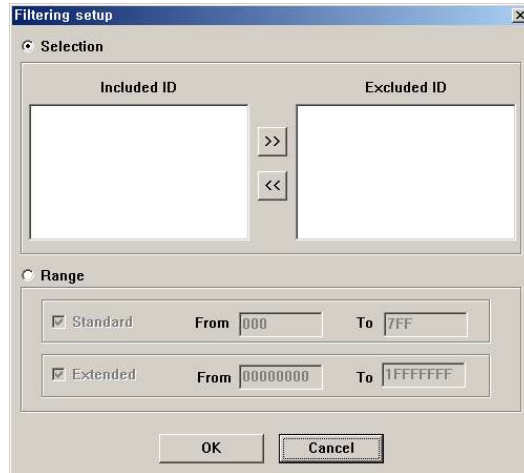 Filtering setup
Selection
Included ID Excluded ID
>>
<<
Range
Standard From 000 To 7FF
Extended From 00000000 To 1FFFFFFF
OK Cancel